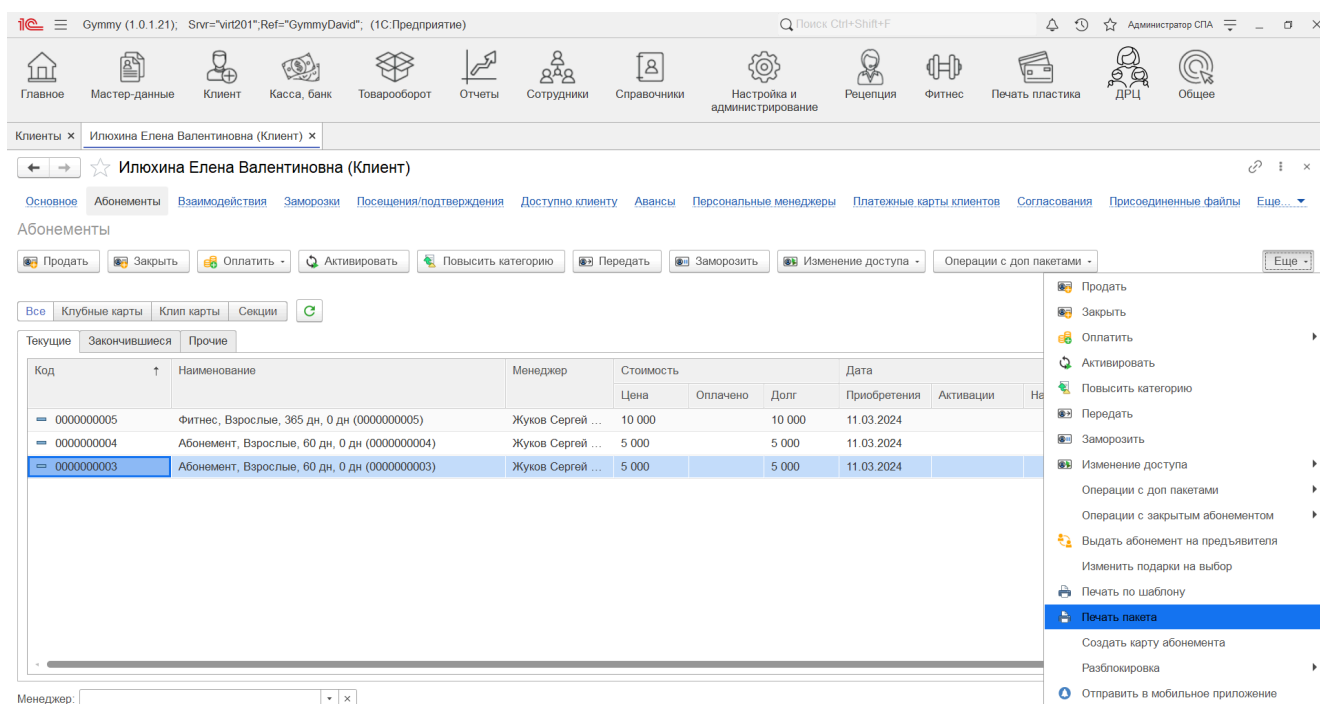 Gymmy (1.0.1.21); Srvr="virt201";Ref="GymmyDavid"; (1С:Предприятие) Поиск Ctrl+Shift+F Администратор СПА
Главное Мастер-данные Клиент Касса, банк Товарооборот Отчеты Сотрудники Справочники Настройка и администрирование Рецепция Фитнес Печать пластика ДРЦ Общее
Клиенты × Илюхина Елена Валентиновна (Клиент) ×
Илюхина Елена Валентиновна (Клиент)
Основное Абонементы Взаимодействия Заморозки Посещения/подтверждения Доступно клиенту Авансы Персональные менеджеры Платежные карты клиентов Согласования Присоединенные файлы Еще...
Абонементы
Продать Закрыть Оплатить Активировать Повысить категорию Передать Заморозить Изменение доступа Операции с доп пакетами Еще
Все Клубные карты Клип карты Секции
Текущие Закончившиеся Прочие
Код ↑ Наименование Менеджер Стоимость Дата
Цена Оплачено Долг Приобретения Активации На
0000000005 Фитнес, Взрослые, 365 дн, 0 дн (0000000005) Жуков Сергей ... 10 000 10 000 11.03.2024
0000000004 Абонемент, Взрослые, 60 дн, 0 дн (0000000004) Жуков Сергей ... 5 000 5 000 11.03.2024
0000000003 Абонемент, Взрослые, 60 дн, 0 дн (0000000003) Жуков Сергей ... 5 000 5 000 11.03.2024
Менеджер:
Продать
Закрыть
Оплатить
Активировать
Повысить категорию
Передать
Заморозить
Изменение доступа
Операции с доп пакетами
Операции с закрытым абонементом
Выдать абонемент на предъявителя
Изменить подарки на выбор
Печать по шаблону
Печать пакета
Создать карту абонемента
Разблокировка
Отправить в мобильное приложение